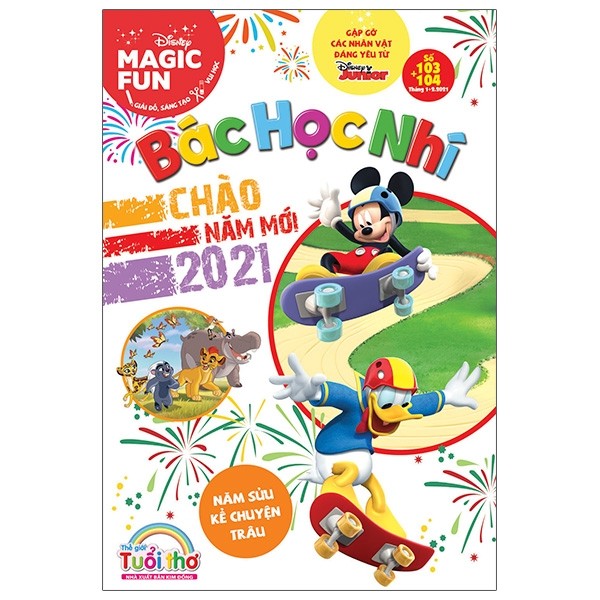 Disney
MAGIC
FUN
GIẢI ĐỐ, SÁNG TẠO
VUI HỌC
GẶP GỠ
CÁC NHÂN VẬT
ĐÁNG YÊU TỪ
Disney
Junior
SỐ
103
+104
Tháng 1+2.2021
Bác Học Nhí
CHÀO
NĂM MỚI
2021
NĂM SỬU
KỂ CHUYỆN
TRÂU
Thế giới
Tuổi thơ
NHÀ XUẤT BẢN KIM ĐỒNG